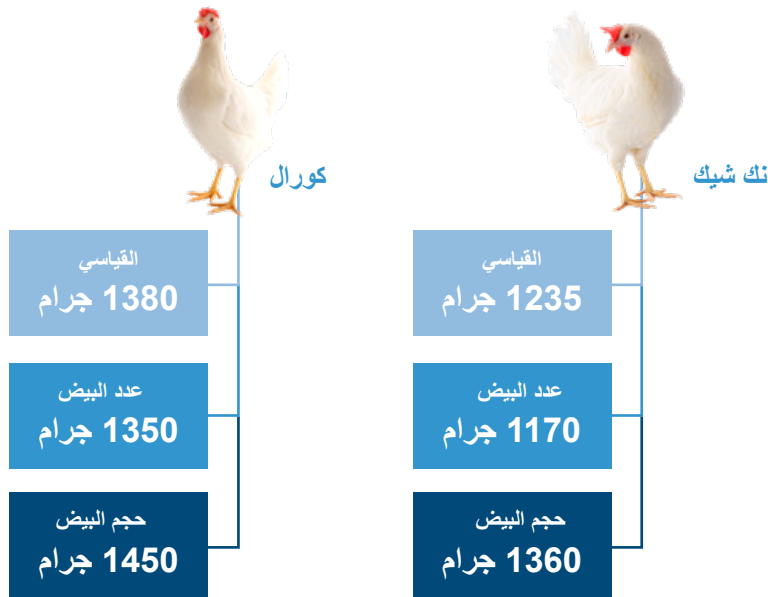 نك شيك
القياسي
1235 جرام
عدد البيض
1170 جرام
حجم البيض
1360 جرام
كورال
القياسي
1380 جرام
عدد البيض
1350 جرام
حجم البيض
1450 جرام